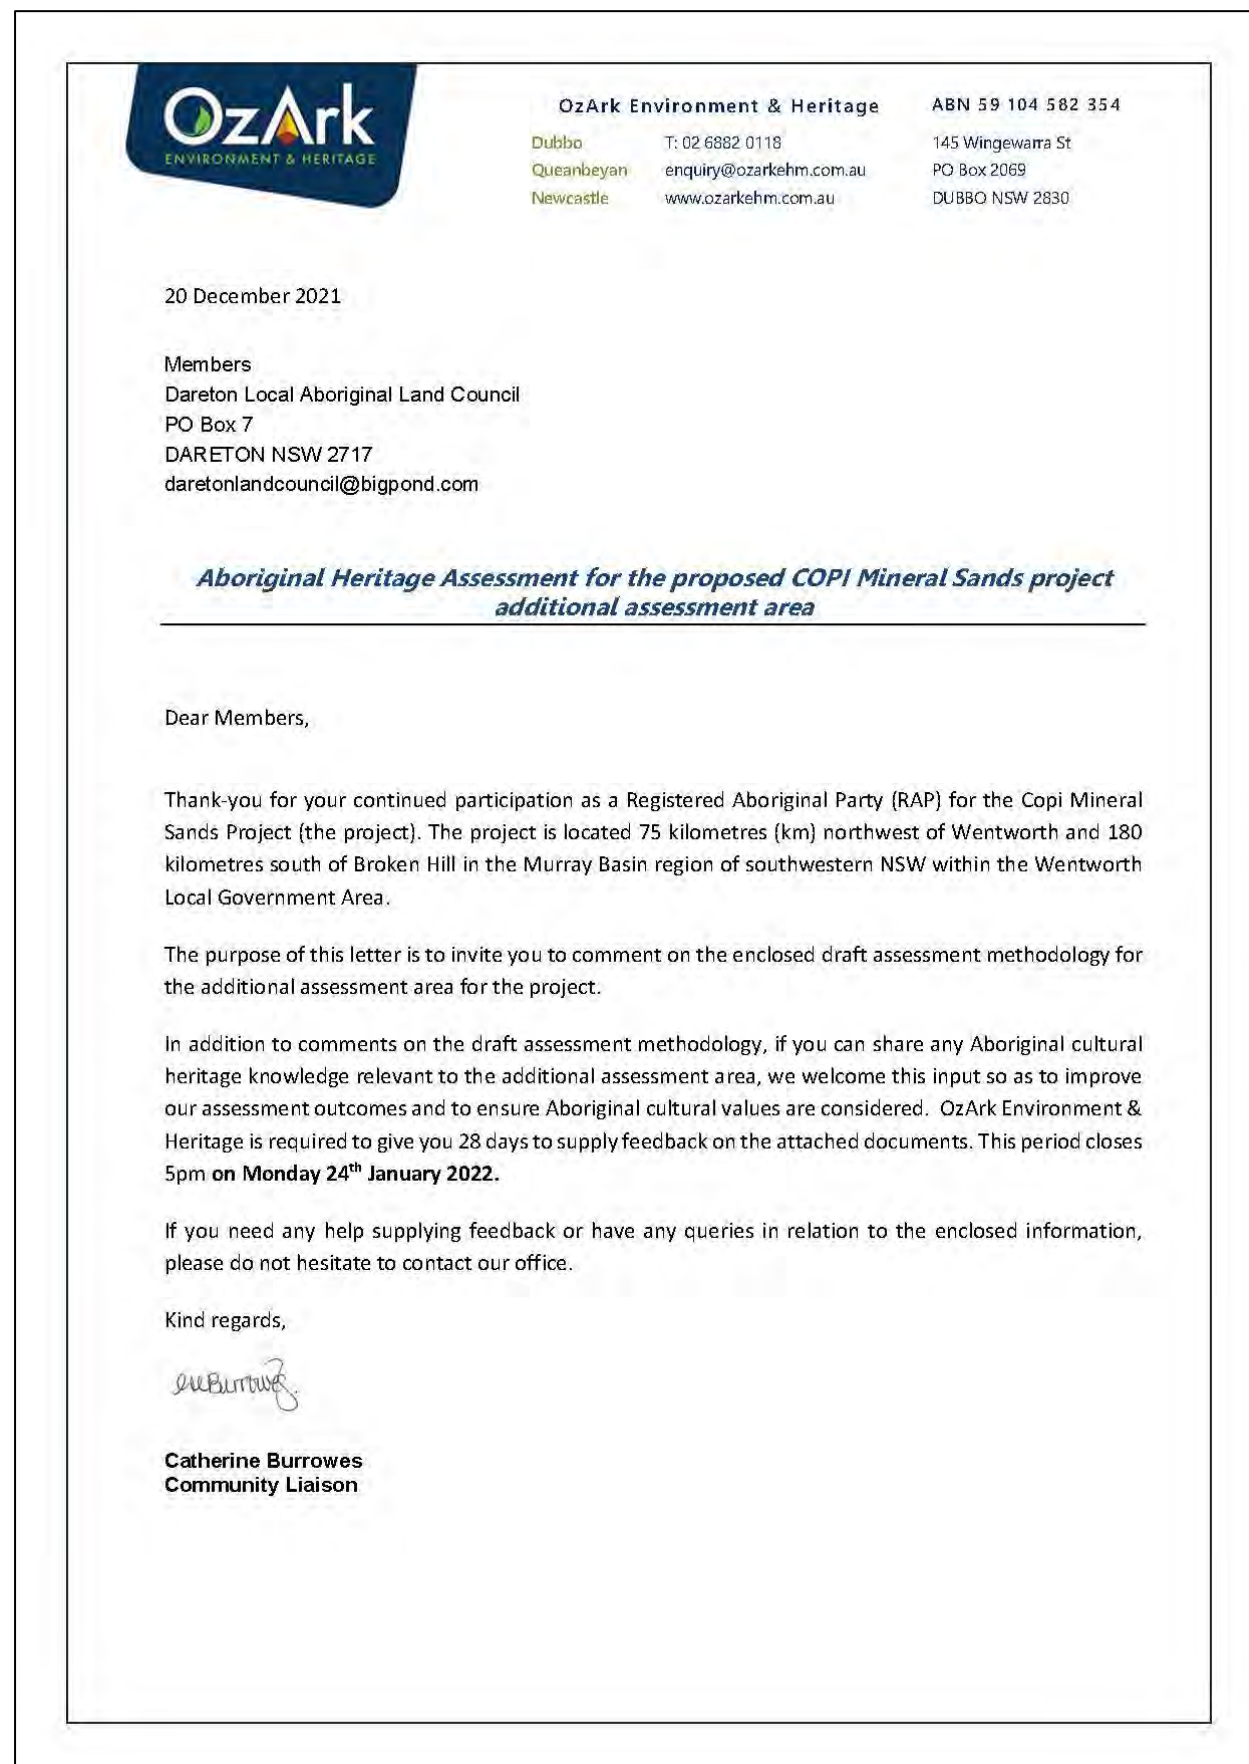 OzArk
ENVIRONMENT & HERITAGE
OzArk Environment & Heritage ABN 59 104 582 354
Dubbo T: 02 6882 0118 145 Wingewarra St
Queanbeyan enquiry@ozarkehm.com.au PO Box 2069
Newcastle www.ozarkehm.com.au DUBBO NSW 2830
20 December 2021
Members
Dareton Local Aboriginal Land Council
PO Box 7
DARETON NSW 2717
daretonlandcouncil@bigpond.com
Aboriginal Heritage Assessment for the proposed COPI Mineral Sands project
additional assessment area
Dear Members,
Thank-you for your continued participation as a Registered Aboriginal Party (RAP) for the Copi Mineral
Sands Project (the project). The project is located 75 kilometres (km) northwest of Wentworth and 180
kilometres south of Broken Hill in the Murray Basin region of southwestern NSW within the Wentworth
Local Government Area.
The purpose of this letter is to invite you to comment on the enclosed draft assessment methodology for
the additional assessment area for the project.
In addition to comments on the draft assessment methodology, if you can share any Aboriginal cultural
heritage knowledge relevant to the additional assessment area, we welcome this input so as to improve
our assessment outcomes and to ensure Aboriginal cultural values are considered. OzArk Environment &
Heritage is required to give you 28 days to supply feedback on the attached documents. This period closes
5pm on Monday 24th January 2022.
If you need any help supplying feedback or have any queries in relation to the enclosed information,
please do not hesitate to contact our office.
Kind regards,
Catherine Burrowes
Community Liaison